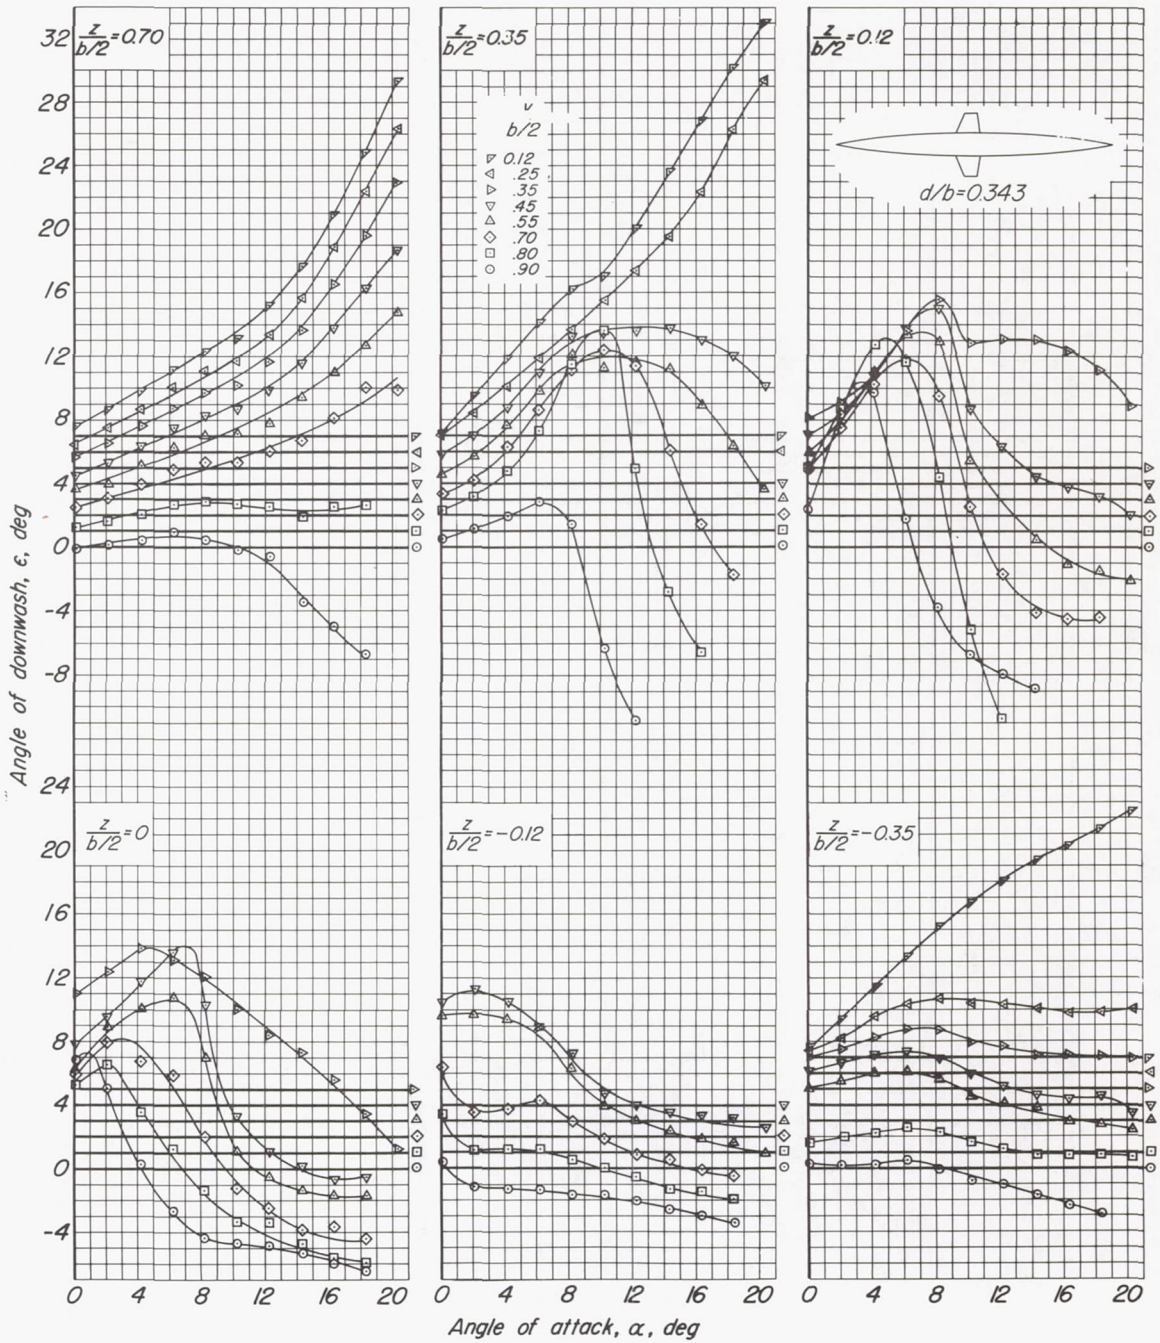 z/b/2 = 0.70
z/b/2 = 0.35
z/b/2 = 0.12
32
28
24
20
16
12
8
4
0
-4
-8
b/2
0.12
.25
.35
.45
.55
.70
.80
.90
d/b=0.343
Angle of downwash, ϵ, deg
z/b/2 = 0
z/b/2 = -0.12
z/b/2 = -0.35
24
20
16
12
8
4
0
-4
0 4 8 12 16 20
0 4 8 12 16 20
0 4 8 12 16 20
Angle of attack, α, deg